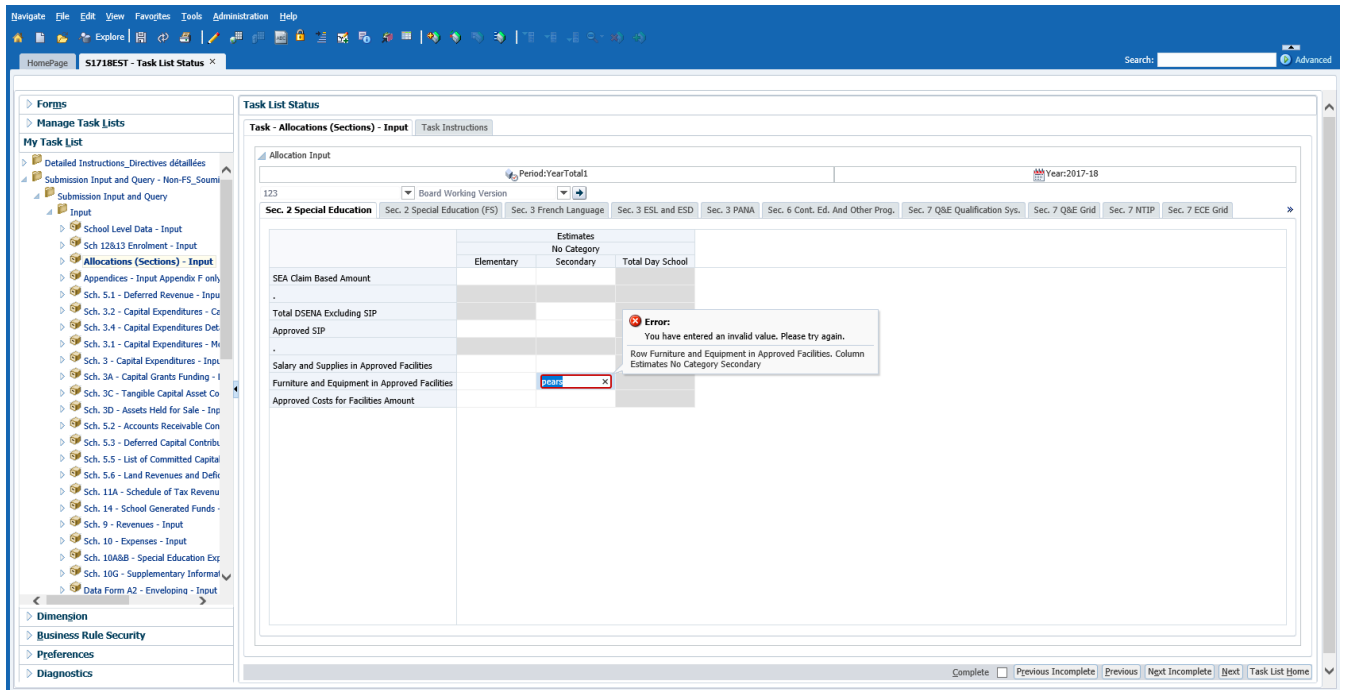 Navigate File Edit View Favorites Tools Administration Help
Explore
HomePage S1718EST - Task List Status × Search: Advanced
Forms
Manage Task Lists
My Task List
Detailed Instructions_Directives détaillées
Submission Input and Query - Non-FS_Soumi
Submission Input and Query
Input
School Level Data - Input
Sch 12&13 Enrolment - Input
Allocations (Sections) - Input
Appendices - Input Appendix F only
Sch. 5.1 - Deferred Revenue - Inpu
Sch. 3.2 - Capital Expenditures - Ca
Sch. 3.4 - Capital Expenditures Det
Sch. 3.1 - Capital Expenditures - Mi
Sch. 3 - Capital Expenditures - Inpu
Sch. 3A - Capital Grants Funding - I
Sch. 3C - Tangible Capital Asset Co
Sch. 3D - Assets Held for Sale - Inp
Sch. 5.2 - Accounts Receivable Con
Sch. 5.3 - Deferred Capital Contribu
Sch. 5.5 - List of Committed Capital
Sch. 5.6 - Land Revenues and Defic
Sch. 11A - Schedule of Tax Revenu
Sch. 14 - School Generated Funds -
Sch. 9 - Revenues - Input
Sch. 10 - Expenses - Input
Sch. 10A&B - Special Education Exp
Sch. 10G - Supplementary Informat
Data Form A2 - Enveloping - Input
Dimension
Business Rule Security
Preferences
Diagnostics
Task List Status
Task - Allocations (Sections) - Input Task Instructions
Allocation Input
Period:YearTotal1 Year:2017-18
123 Board Working Version
Sec. 2 Special Education Sec. 2 Special Education (FS) Sec. 3 French Language Sec. 3 ESL and ESD Sec. 3 PANA Sec. 6 Cont. Ed. And Other Prog. Sec. 7 Q&E Qualification Sys. Sec. 7 Q&E Grid Sec. 7 NTIP Sec. 7 ECE Grid »
Estimates
No Category
Elementary Secondary Total Day School
SEA Claim Based Amount
.
Total DSENA Excluding SIP
Approved SIP
.
Salary and Supplies in Approved Facilities
Furniture and Equipment in Approved Facilities pears ×
Approved Costs for Facilities Amount
Error:
You have entered an invalid value. Please try again.
Row Furniture and Equipment in Approved Facilities. Column
Estimates No Category Secondary
Complete Previous Incomplete Previous Next Incomplete Next Task List Home